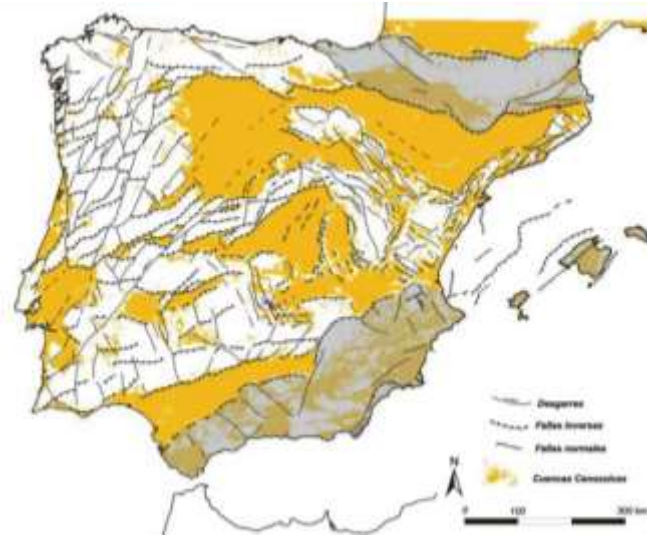 Desgarres
Fallas Inversas
Fallas normales
Cuencas Cenozoicas
N
0 100 300 km